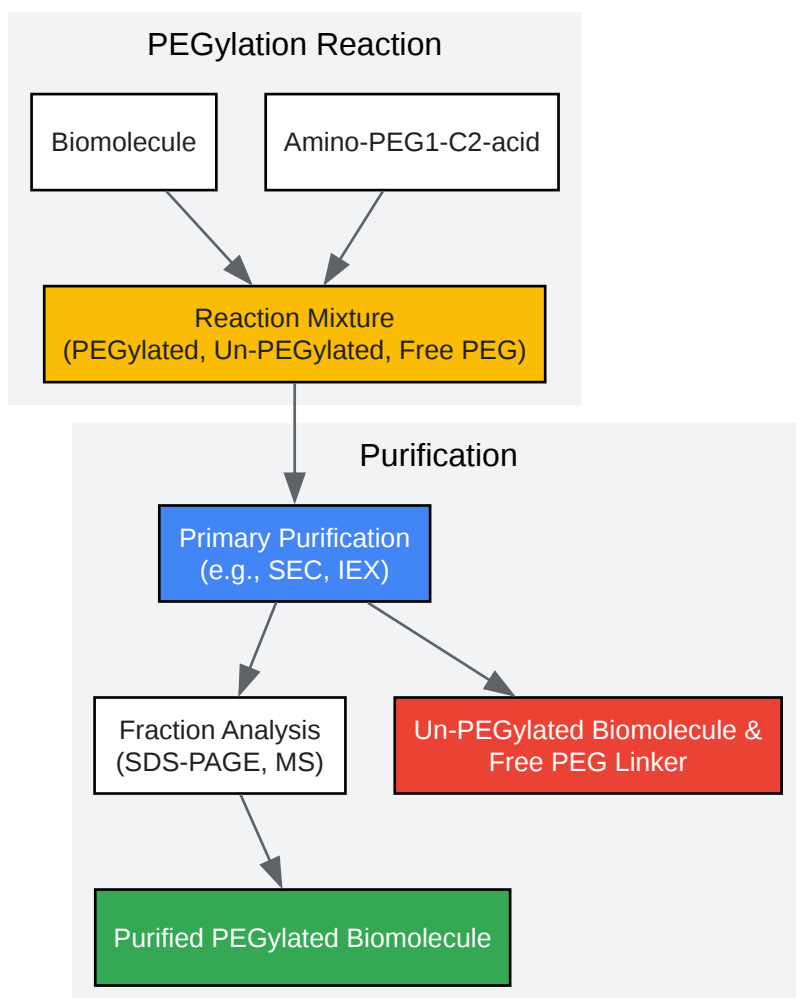 PEGylation Reaction
Biomolecule
Amino-PEG1-C2-acid
Reaction Mixture
(PEGylated, Un-PEGylated, Free PEG)
Purification
Primary Purification
(e.g., SEC, IEX)
Fraction Analysis
(SDS-PAGE, MS)
Un-PEGylated Biomolecule &
Free PEG Linker
Purified PEGylated Biomolecule